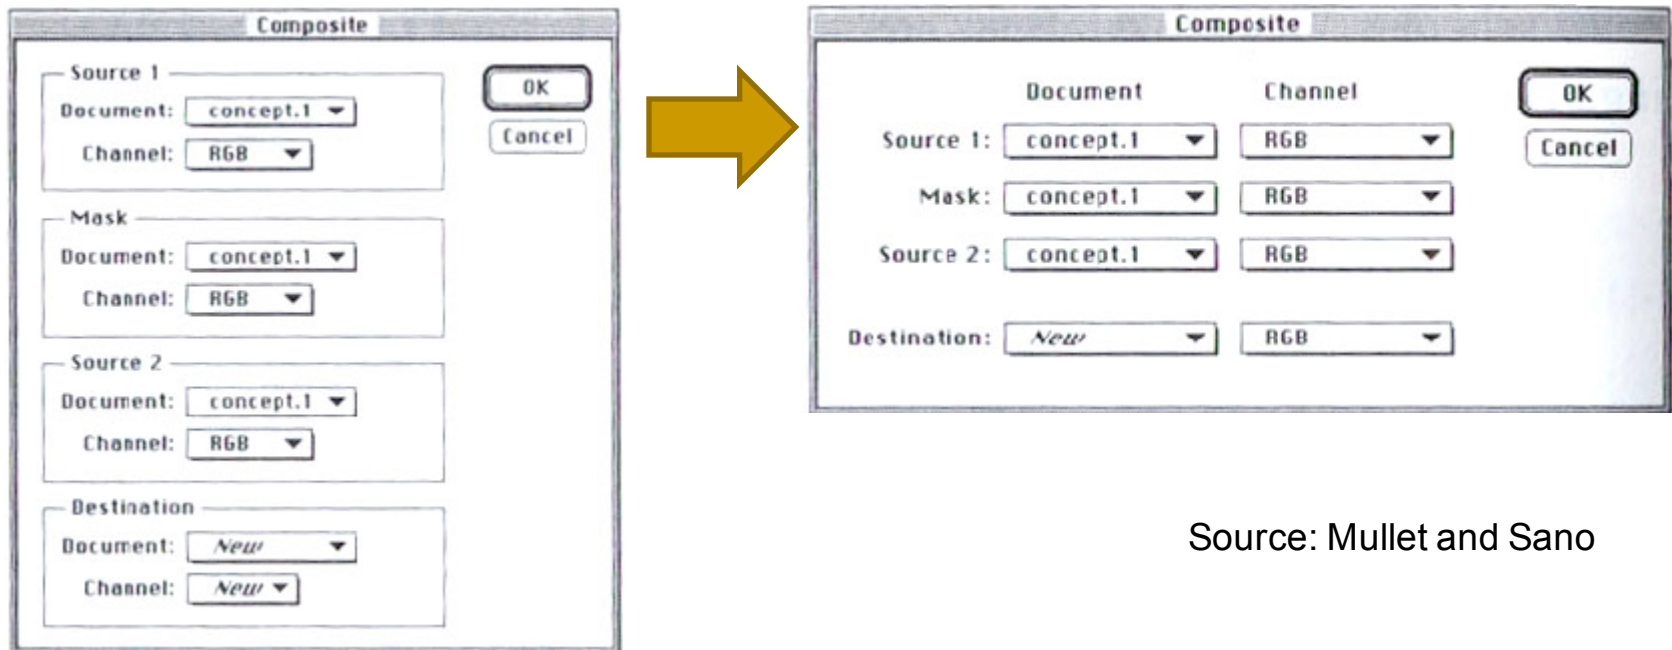 Composite
Source 1
Document: concept.1
Channel: RGB
OK
Cancel
Mask
Document: concept.1
Channel: RGB
Source 2
Document: concept.1
Channel: RGB
Destination
Document: New
Channel: New
Composite
Document Channel
Source 1: concept.1 RGB
Mask: concept.1 RGB
Source 2: concept.1 RGB
Destination: New RGB
OK
Cancel
Source: Mullet and Sano